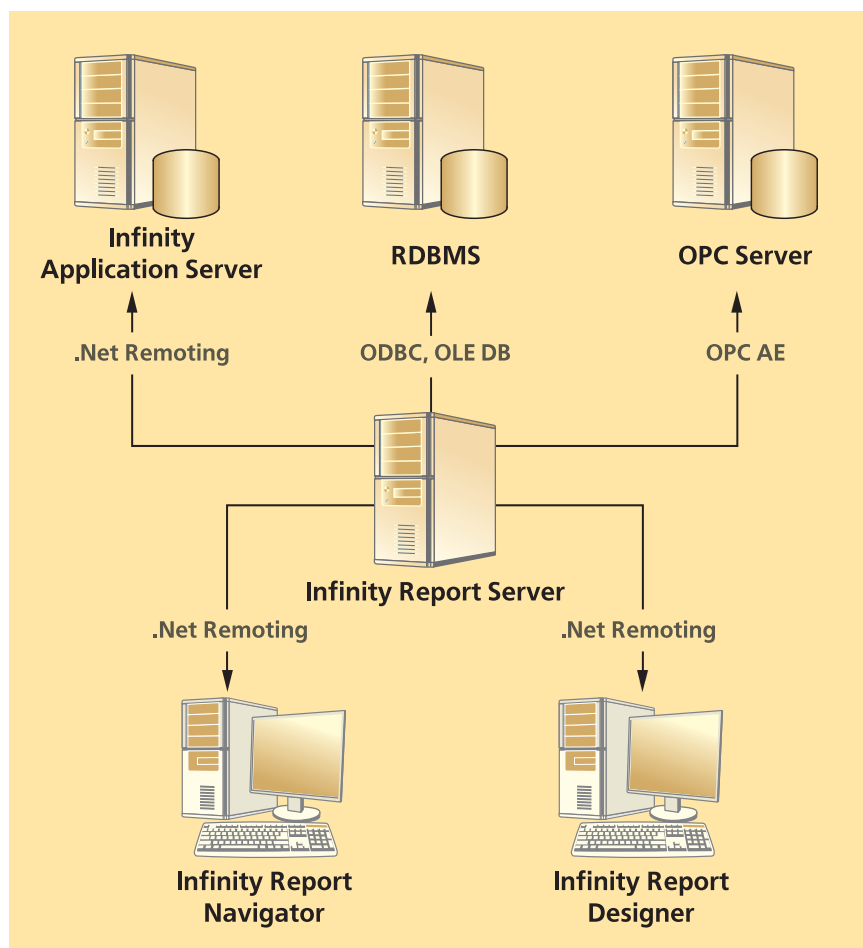 Infinity
Application Server
RDBMS
OPC Server
.Net Remoting
ODBC, OLE DB
OPC AE
Infinity Report Server
.Net Remoting
.Net Remoting
Infinity Report
Navigator
Infinity Report
Designer